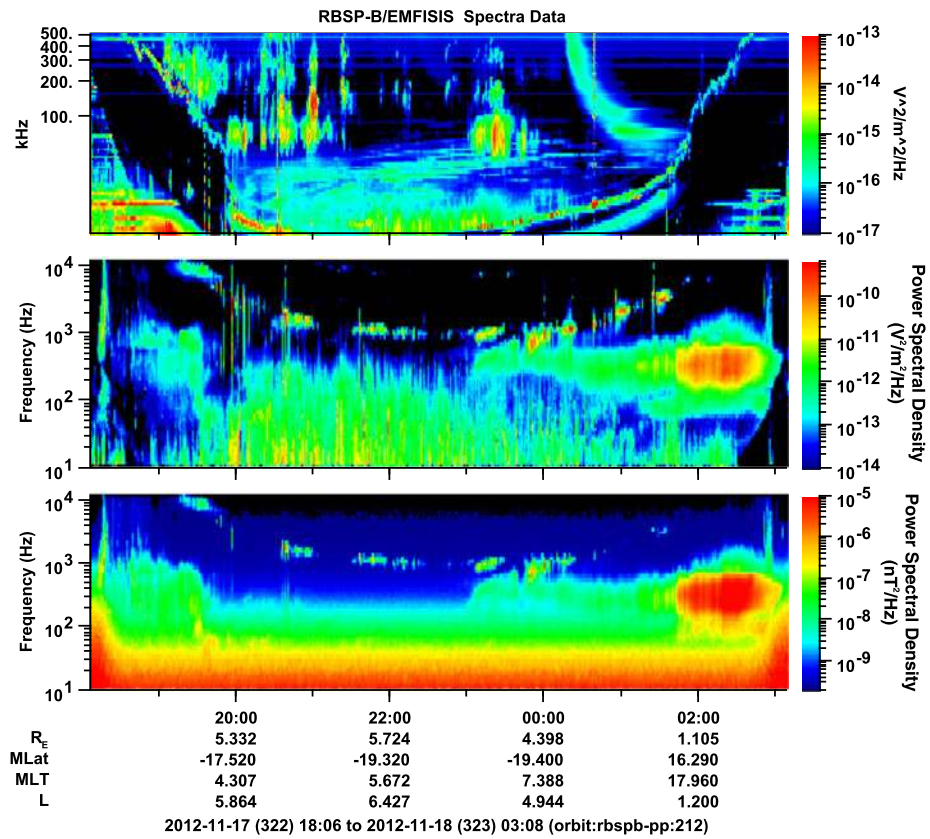 RBSP-B/EMFISIS Spectra Data
500.
400.
300.
200.
100.
kHz
10^-13
10^-14
10^-15
10^-16
10^-17
V^2/m^2/Hz
10^4
10^3
10^2
10^1
Frequency (Hz)
10^-10
10^-11
10^-12
10^-13
10^-14
Power Spectral Density
(V²/m²/Hz)
10^4
10^3
10^2
10^1
Frequency (Hz)
10^-5
10^-6
10^-7
10^-8
10^-9
Power Spectral Density
(nT²/Hz)
20:00 22:00 00:00 02:00
R_E 5.332 5.724 4.398 1.105
MLat -17.520 -19.320 -19.400 16.290
MLT 4.307 5.672 7.388 17.960
L 5.864 6.427 4.944 1.200
2012-11-17 (322) 18:06 to 2012-11-18 (323) 03:08 (orbit:rbspb-pp:212)